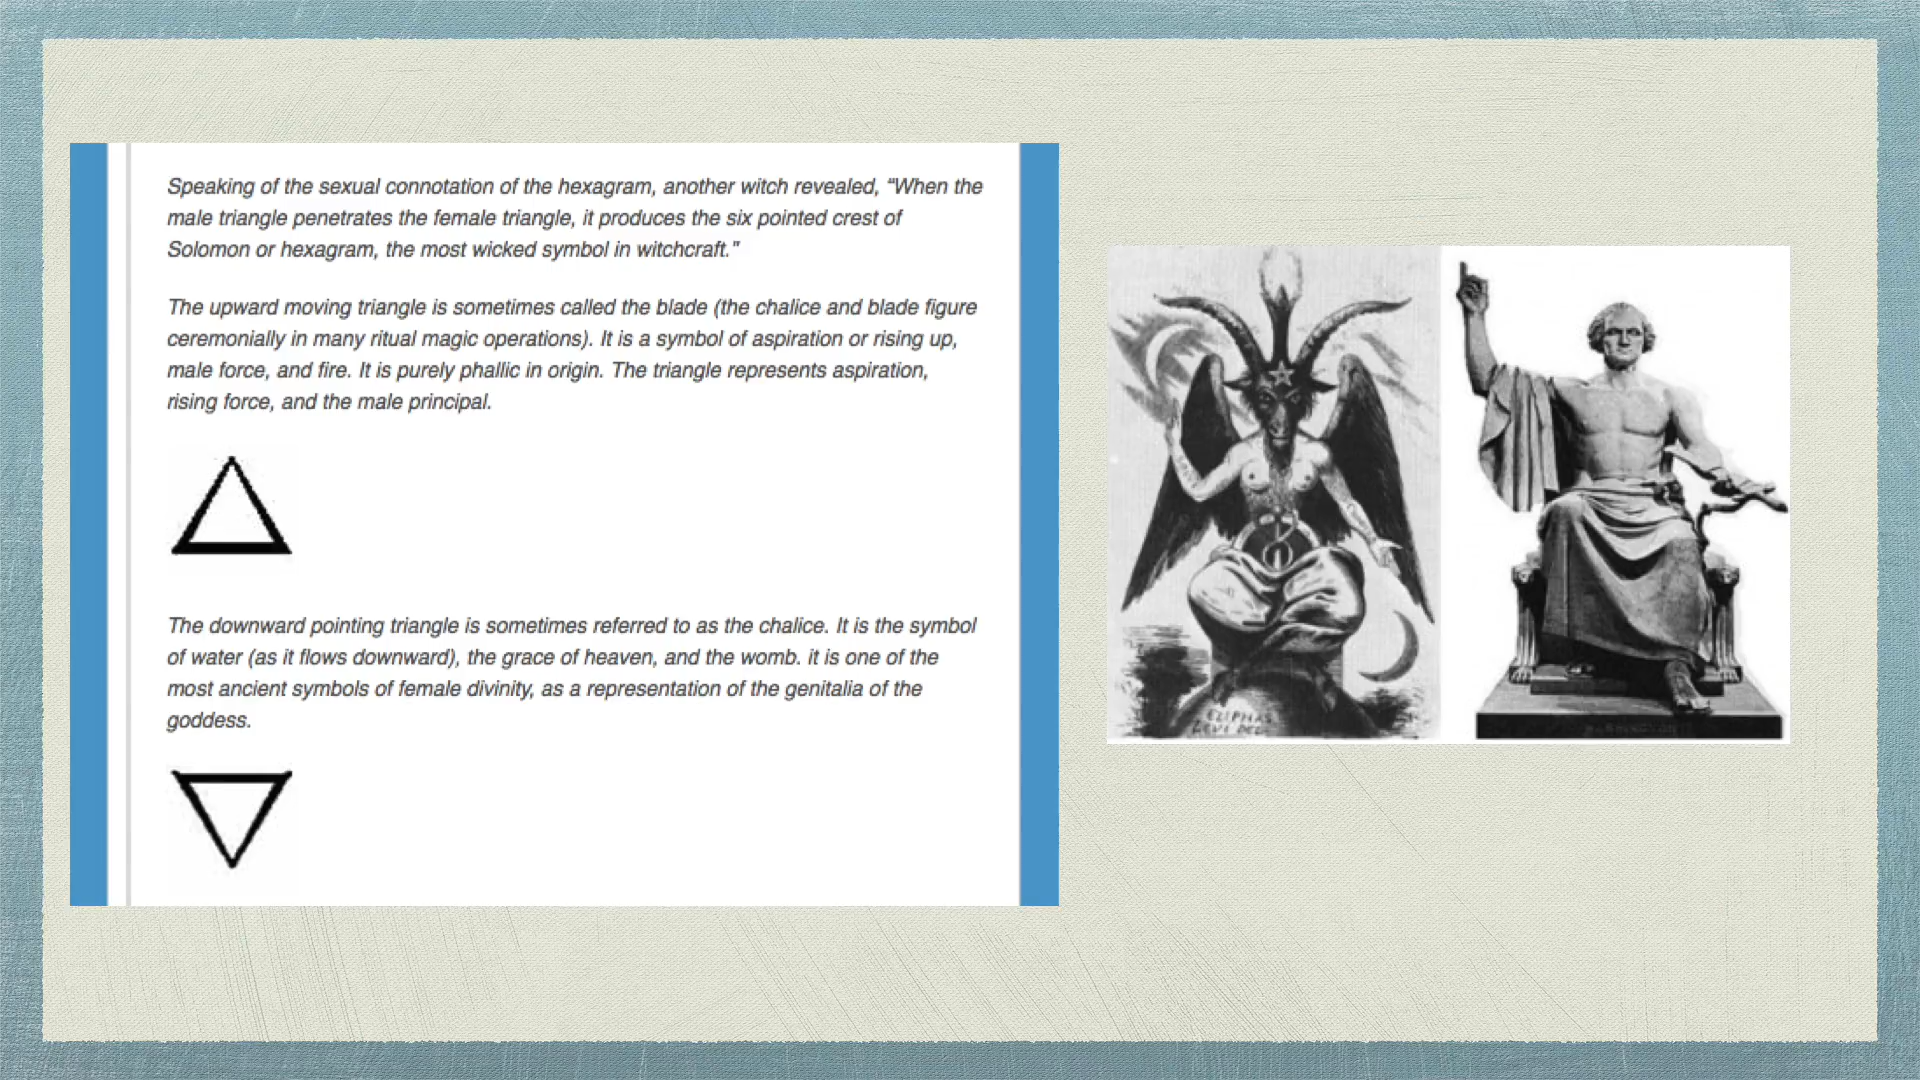 Speaking of the sexual connotation of the hexagram, another witch revealed, “When the
male triangle penetrates the female triangle, it produces the six pointed crest of
Solomon or hexagram, the most wicked symbol in witchcraft.”
The upward moving triangle is sometimes called the blade (the chalice and blade figure
ceremonially in many ritual magic operations). It is a symbol of aspiration or rising up,
male force, and fire. It is purely phallic in origin. The triangle represents aspiration,
rising force, and the male principal.
The downward pointing triangle is sometimes referred to as the chalice. It is the symbol
of water (as it flows downward), the grace of heaven, and the womb. it is one of the
most ancient symbols of female divinity, as a representation of the genitalia of the
goddess.
ELIPHAS
LEVI DEL